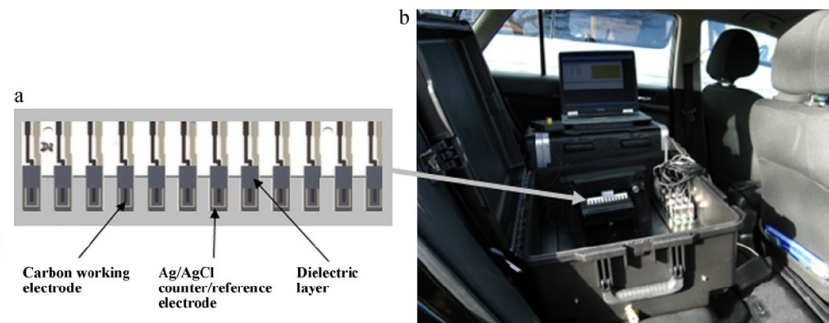 b
a
Carbon working
electrode
Ag/AgCl
counter/reference
electrode
Dielectric
layer